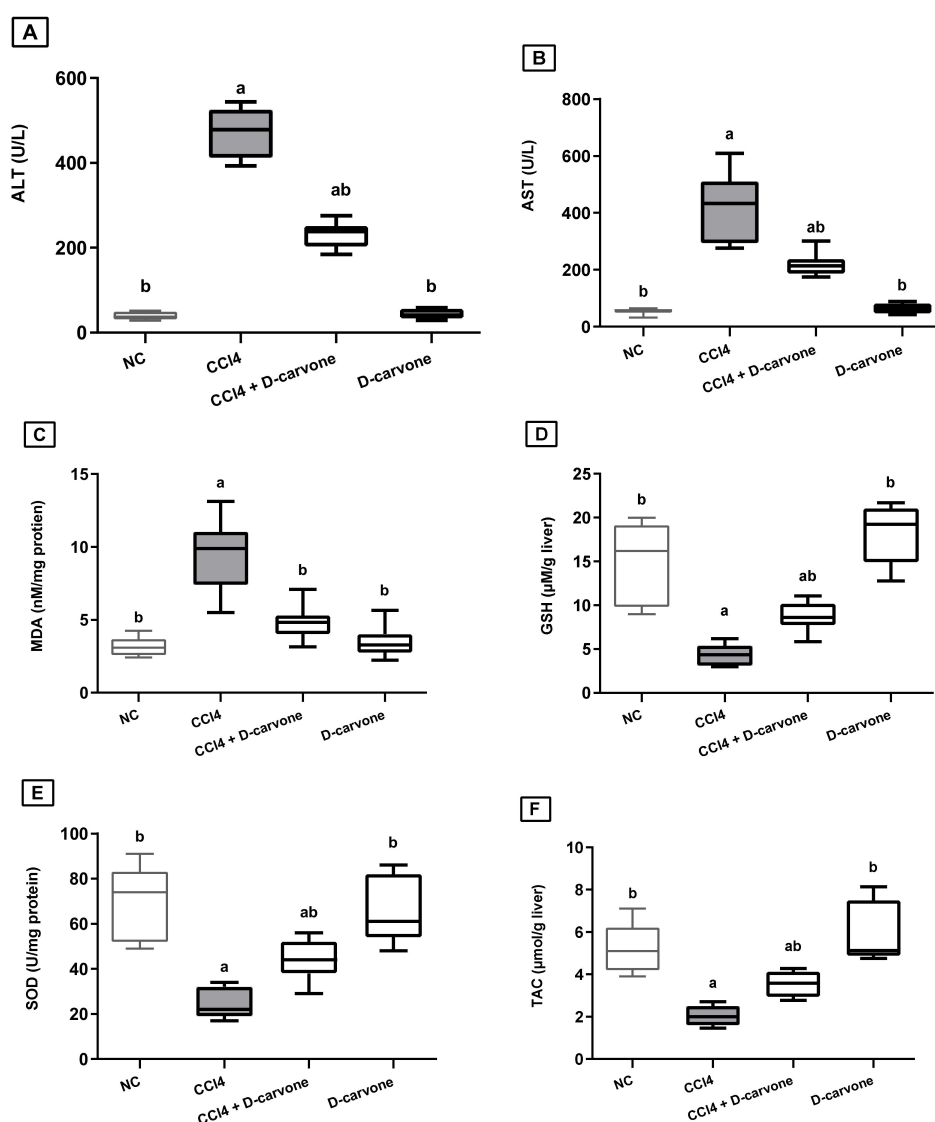 A
ALT (U/L)
600
400
200
0
a
ab
b
b
NC
CCl4
CCl4 + D-carvone
D-carvone
B
AST (U/L)
800
600
400
200
0
a
ab
b
b
NC
CCl4
CCl4 + D-carvone
D-carvone
C
MDA (nM/mg protien)
15
10
5
0
a
b
b
b
NC
CCl4
CCl4 + D-carvone
D-carvone
D
GSH (µM/g liver)
25
20
15
10
5
0
b
a
ab
b
NC
CCl4
CCl4 + D-carvone
D-carvone
E
SOD (U/mg protein)
100
80
60
40
20
0
b
a
ab
b
NC
CCl4
CCl4 + D-carvone
D-carvone
F
TAC (µmol/g liver)
10
8
6
4
2
0
b
a
ab
b
NC
CCl4
CCl4 + D-carvone
D-carvone